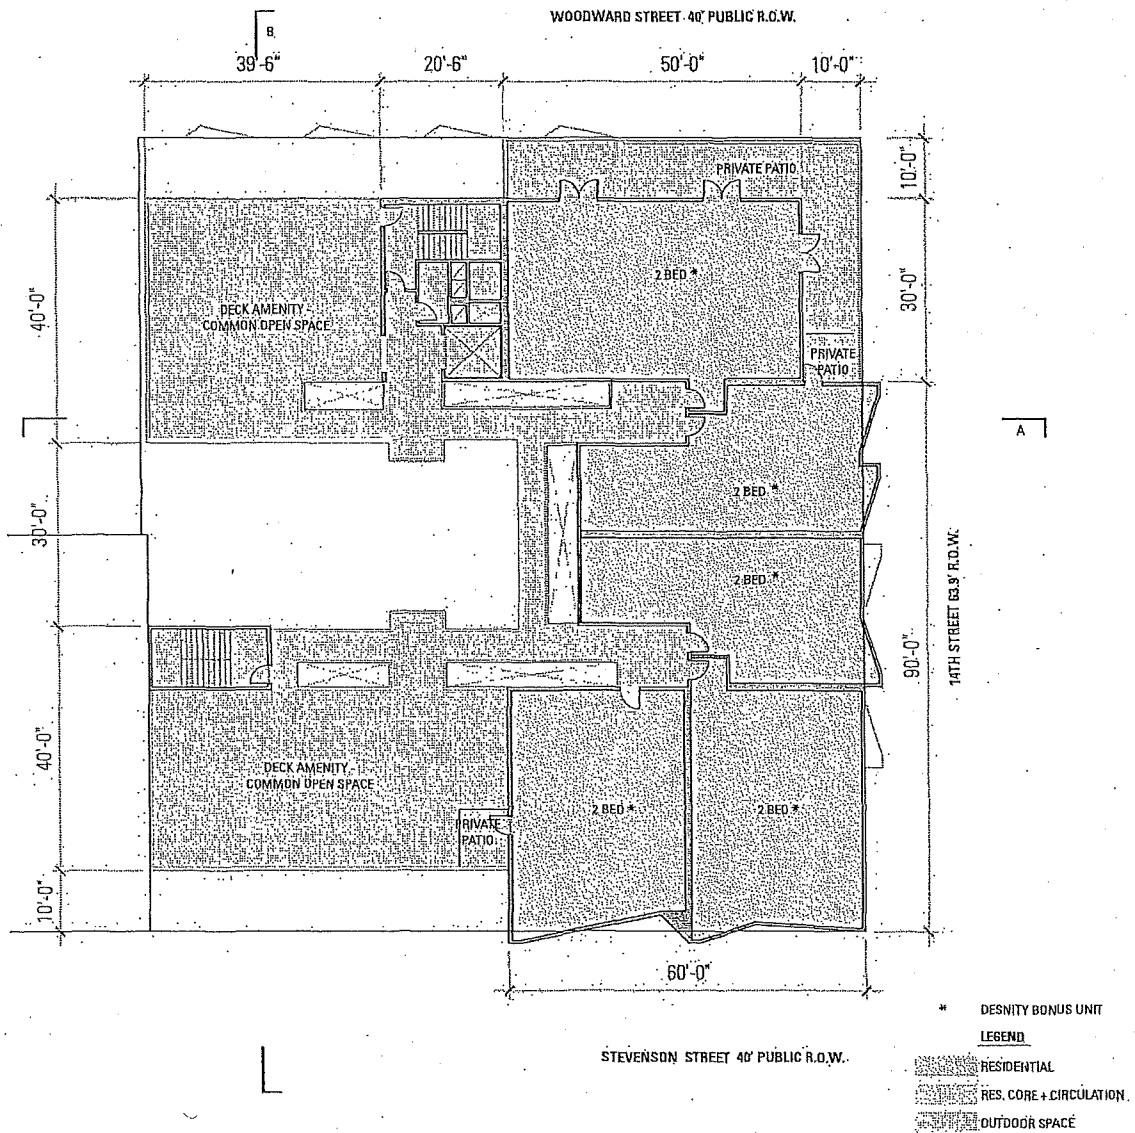 WOODWARD STREET 40' PUBLIC R.O.W.
B
39'-6"
20'-6"
50'-0"
10'-0"
PRIVATE PATIO
10'-0"
2 BED *
40'-0"
DECK AMENITY -
COMMON OPEN SPACE
30'-0"
PRIVATE
PATIO
A
2 BED *
30'-0"
2 BED *
14TH STREET 63.9' R.O.W.
90'-0"
40'-0"
DECK AMENITY -
COMMON OPEN SPACE
2 BED *
2 BED *
PRIVATE
PATIO
10'-0"
60'-0"
* DESNITY BONUS UNIT
LEGEND
STEVENSON STREET 40' PUBLIC R.O.W.
RESIDENTIAL
RES. CORE + CIRCULATION
OUTDOOR SPACE